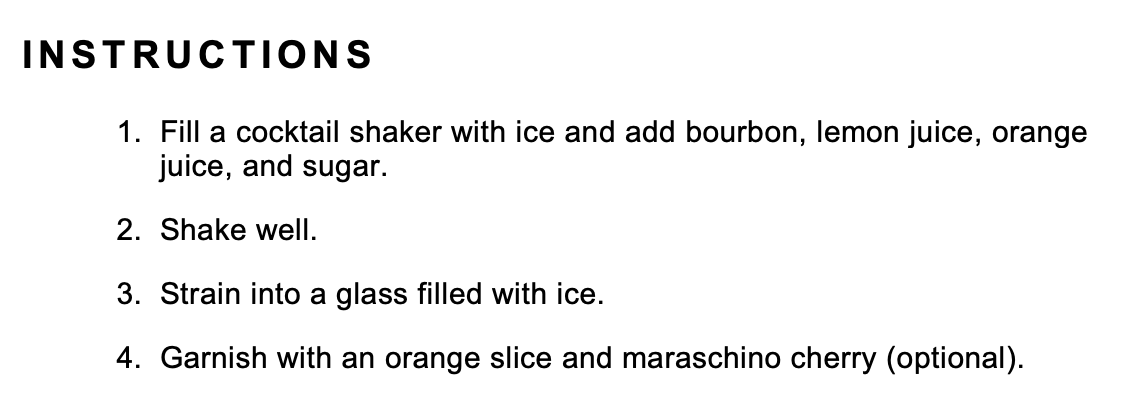 INSTRUCTIONS
1. Fill a cocktail shaker with ice and add bourbon, lemon juice, orange
juice, and sugar.
2. Shake well.
3. Strain into a glass filled with ice.
4. Garnish with an orange slice and maraschino cherry (optional).